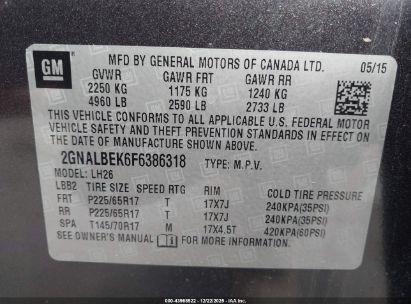 GM
MFD BY GENERAL MOTORS OF CANADA LTD. 05/15
GVWR GAWR FRT GAWR RR
2250 KG 1175 KG 1240 KG
4960 LB 2590 LB 2733 LB
THIS VEHICLE CONFORMS TO ALL APPLICABLE U.S. FEDERAL MOTOR
VEHICLE SAFETY, BUMPER, AND THEFT PREVENTION STANDARDS IN
EFFECT ON THE DATE OF MANUFACTURE SHOWN ABOVE.
2GNALBEK6F6386318 TYPE: M.P.V.
MODEL: LH26
LBB2 TIRE SIZE SPEED RTG RIM COLD TIRE PRESSURE
FRT P225/65R17 T 17X7J 240KPA(35PSI)
RR P225/65R17 T 17X7J 240KPA(35PSI)
SPA T145/70R17 M 17X4.5T 420KPA(60PSI)
SEE OWNER'S MANUAL FOR ADDITIONAL INFORMATION.